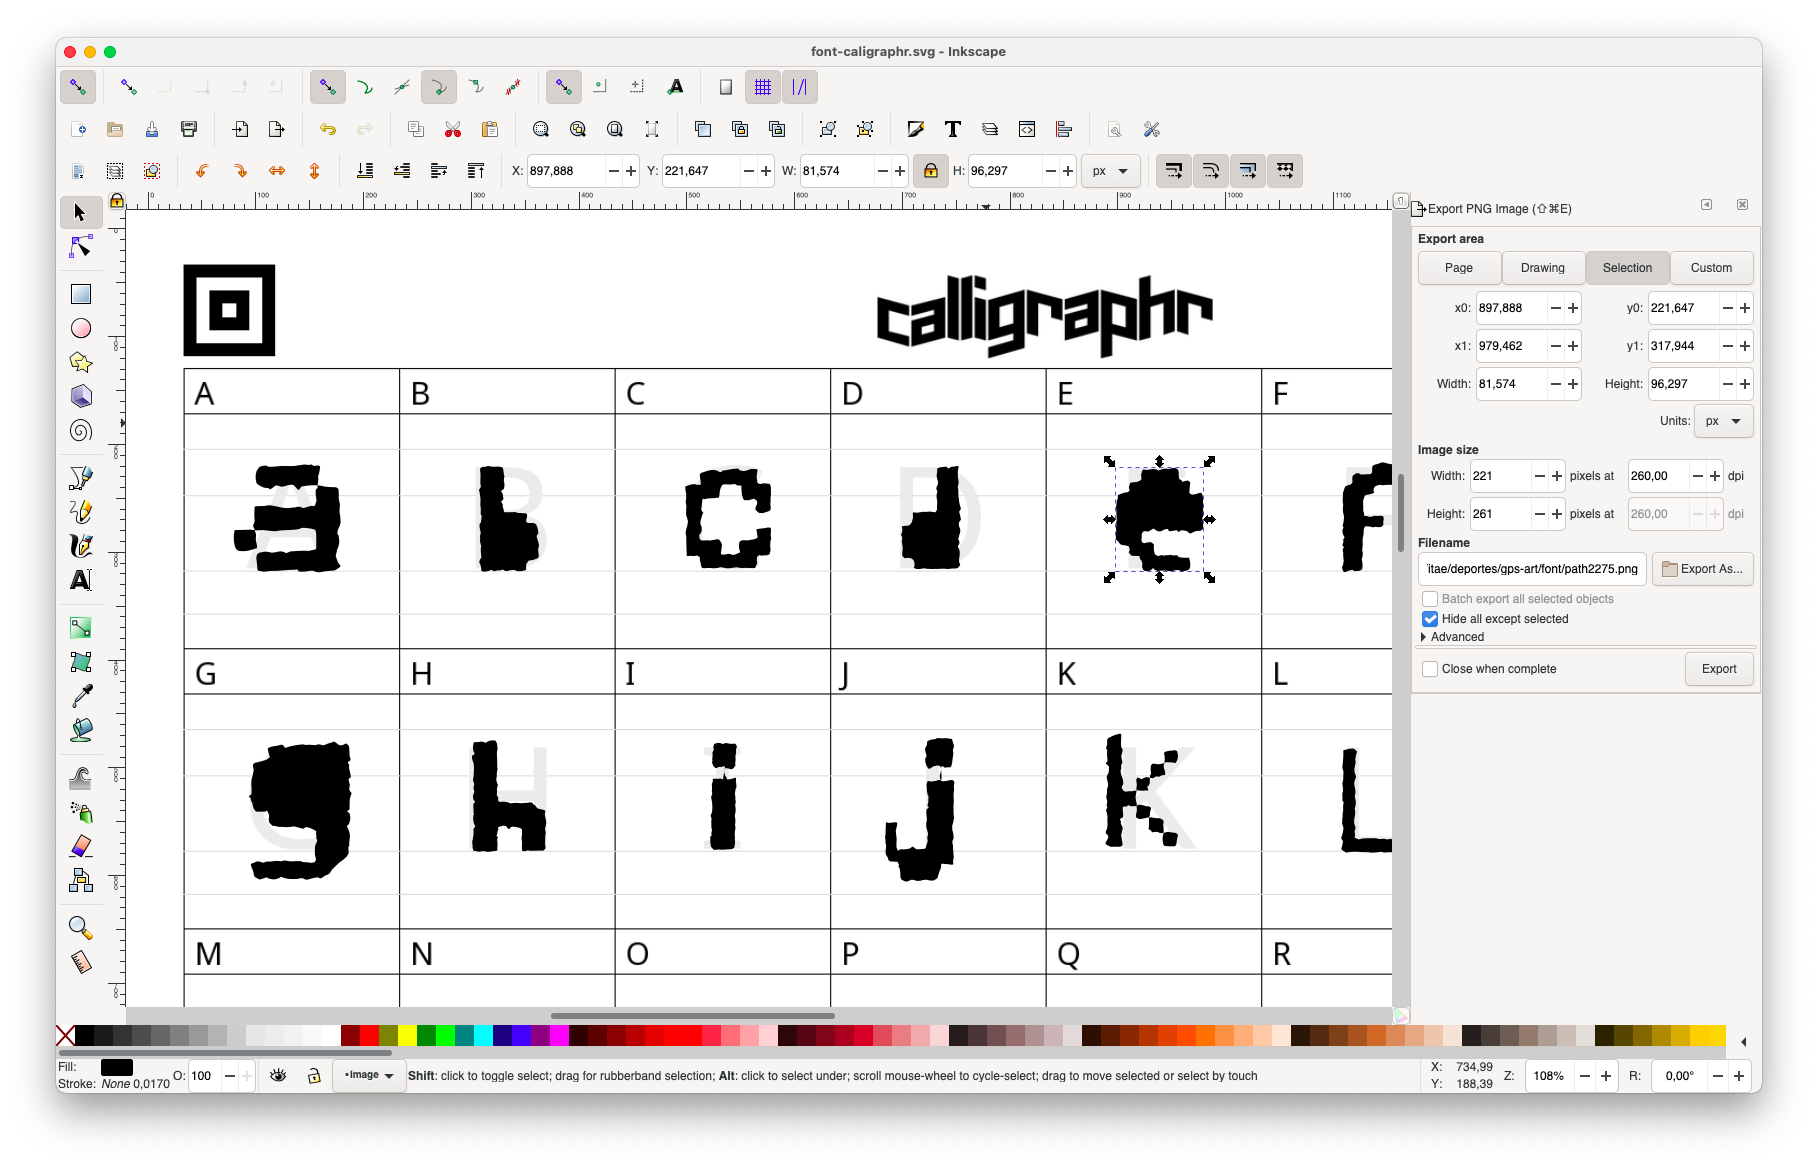 font-caligraphr.svg - Inkscape
X: 897,888 Y: 221,647 W: 81,574 H: 96,297 px
0 100 200 300 400 500 600 700 800 900 1000 1100
Export PNG Image (⇧⌘E)
Export area
Page Drawing Selection Custom
x0: 897,888 y0: 221,647
x1: 979,462 y1: 317,944
Width: 81,574 Height: 96,297
Units: px
Image size
Width: 221 pixels at 260,00 dpi
Height: 261 pixels at 260,00 dpi
Filename
itae/deportes/gps-art/font/path2275.png Export As...
Batch export all selected objects
Hide all except selected
Advanced
Close when complete Export
calligraphr
A B C D E F
a b c d e
G H I J K L
g h i j k L
M N O P Q R
Fill:
Stroke: None 0,0170 O: 100 •Image Shift: click to toggle select; drag for rubberband selection; Alt: click to select under; scroll mouse-wheel to cycle-select; drag to move selected or select by touch
X: 734,99
Y: 188,39
Z: 108% R: 0,00°